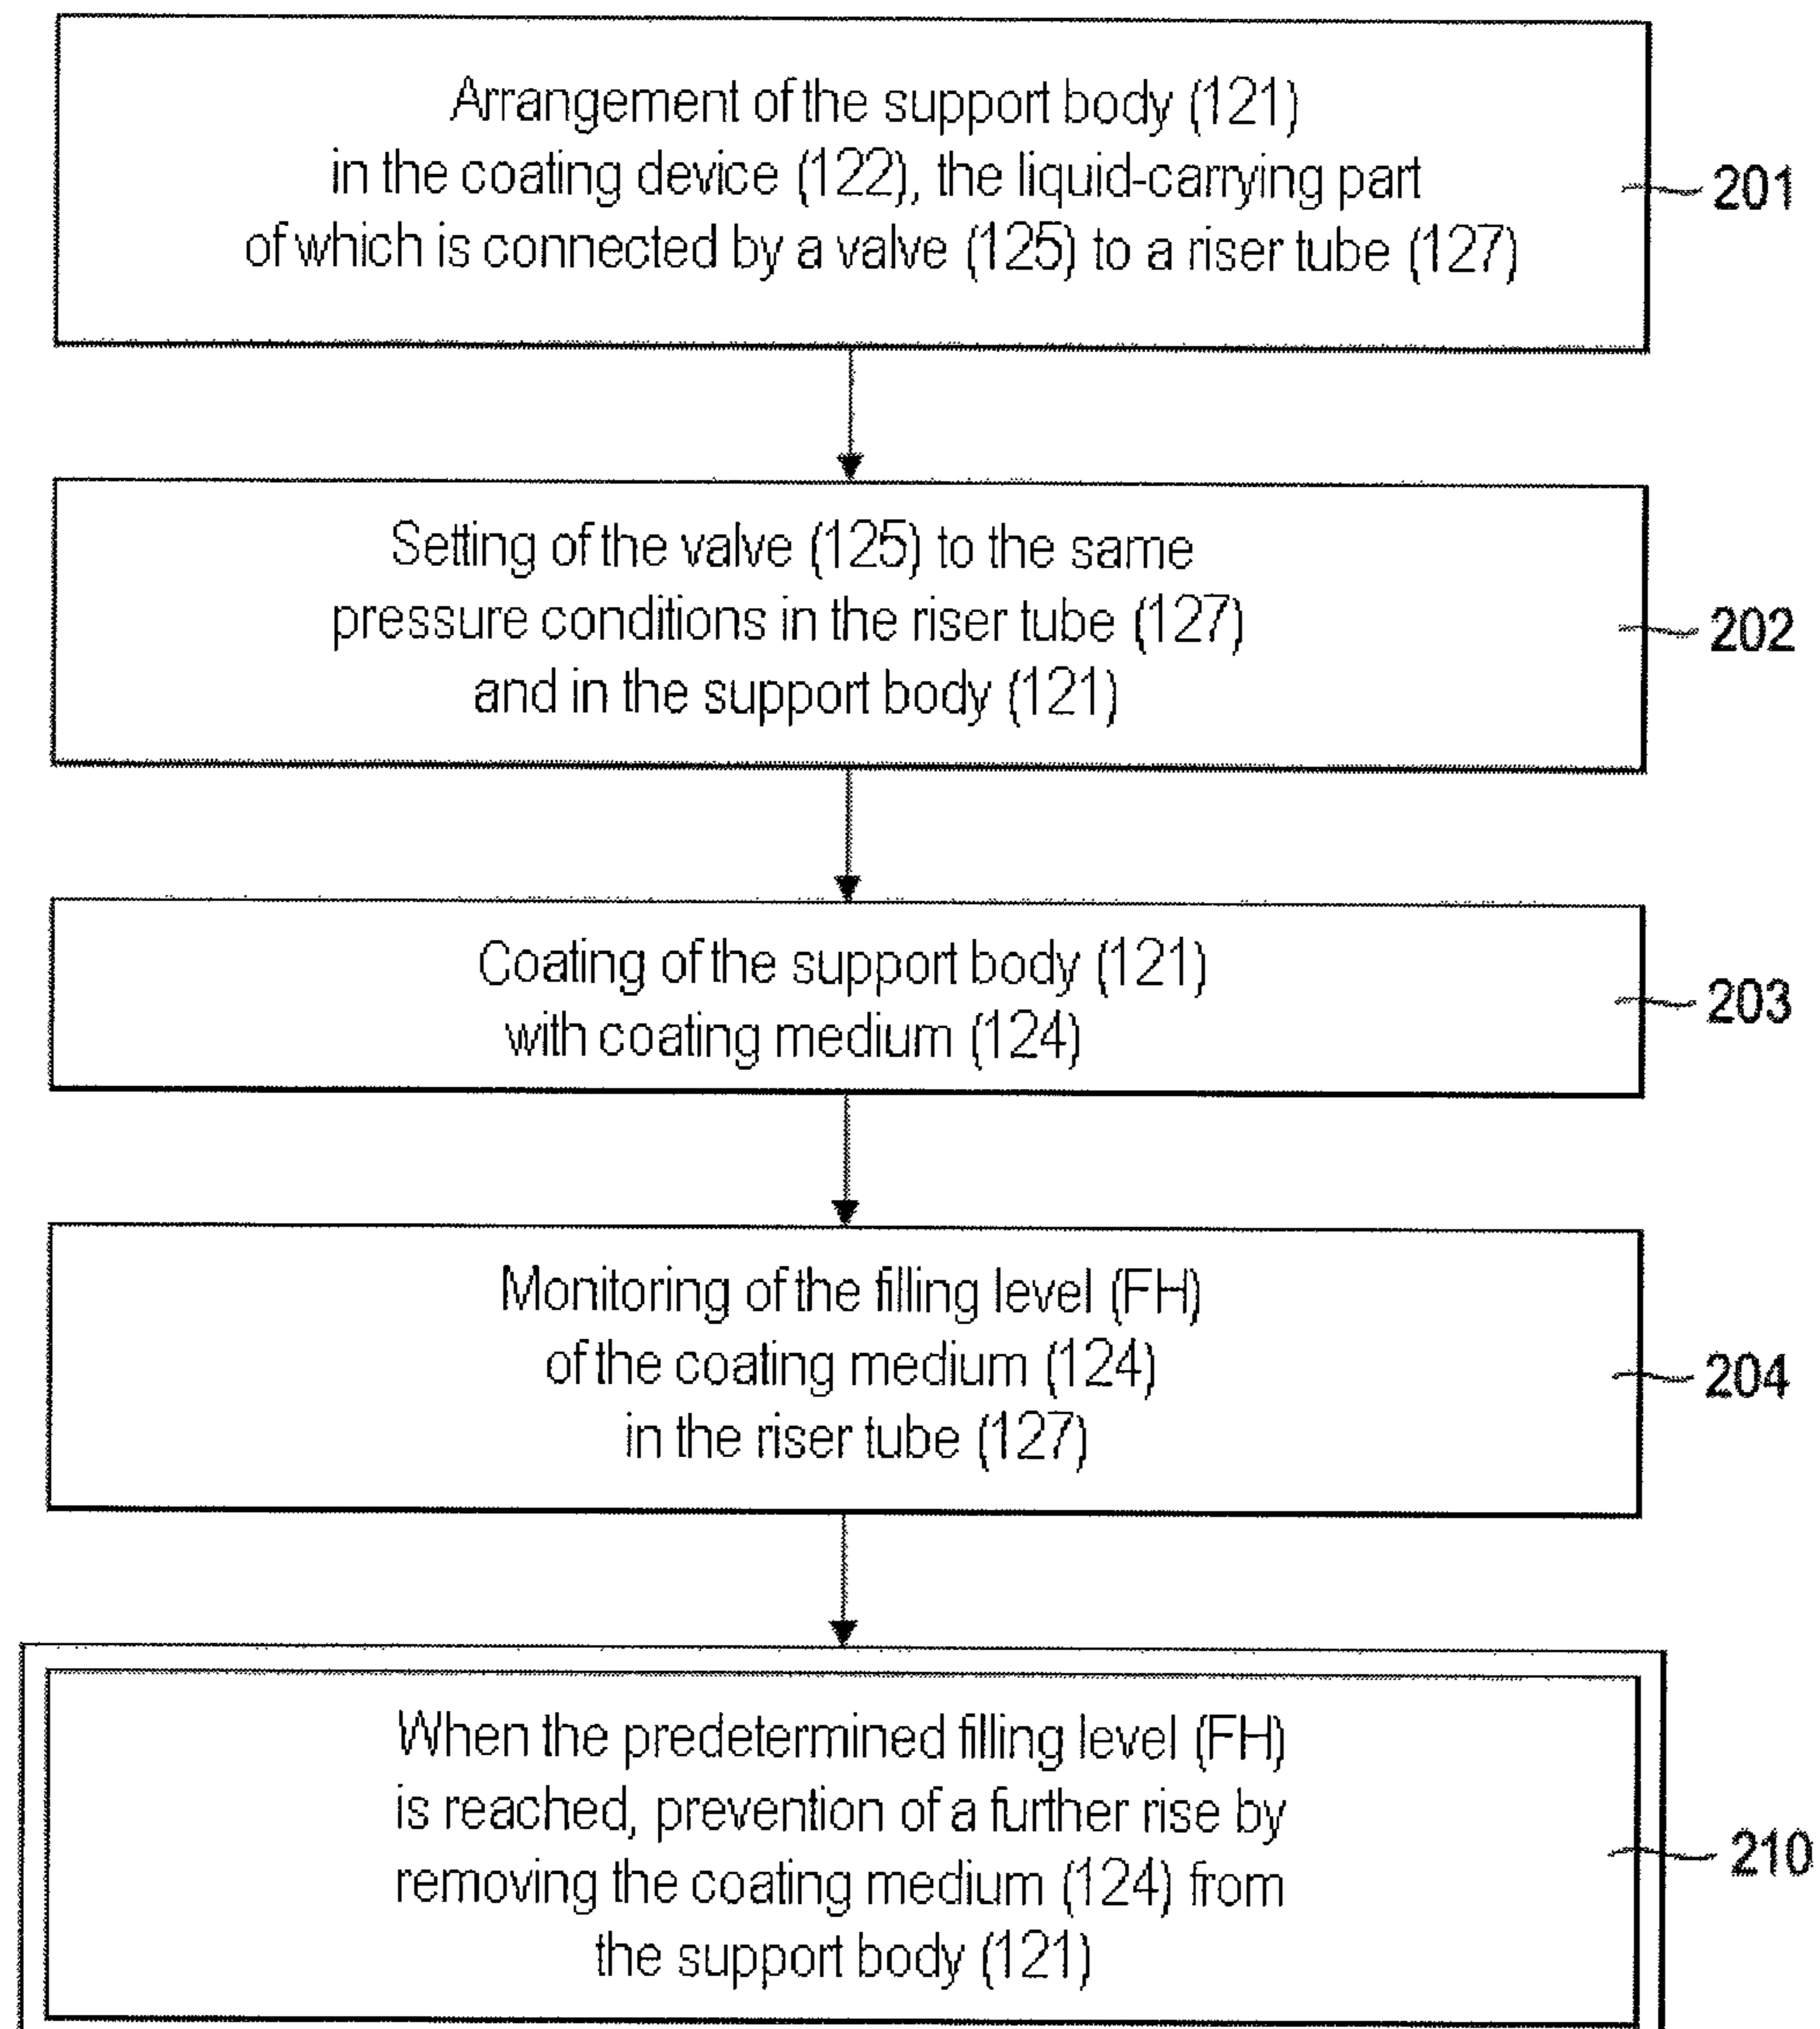 Arrangement of the support body (121)
in the coating device (122), the liquid-carrying part
of which is connected by a valve (125) to a riser tube (127)
201
Setting of the valve (125) to the same
pressure conditions in the riser tube (127)
and in the support body (121)
202
Coating of the support body (121)
with coating medium (124)
203
Monitoring of the filling level (FH)
of the coating medium (124)
in the riser tube (127)
204
When the predetermined filling level (FH)
is reached, prevention of a further rise by
removing the coating medium (124) from
the support body (121)
210